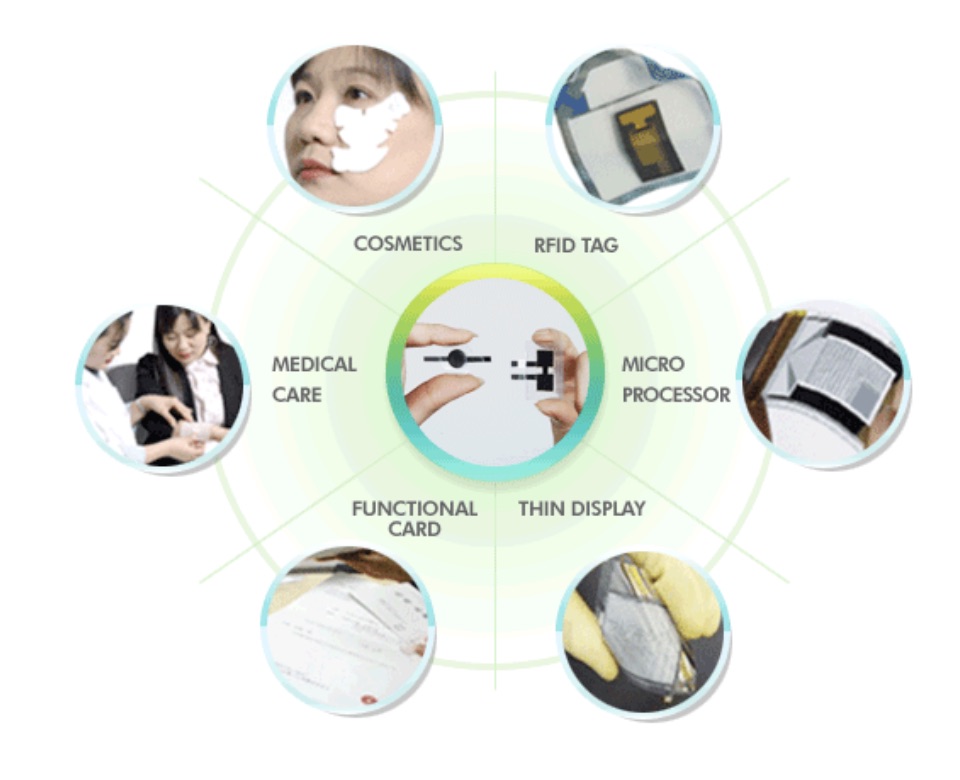 COSMETICS
RFID TAG
MEDICAL
CARE
MICRO
PROCESSOR
FUNCTIONAL
CARD
THIN DISPLAY